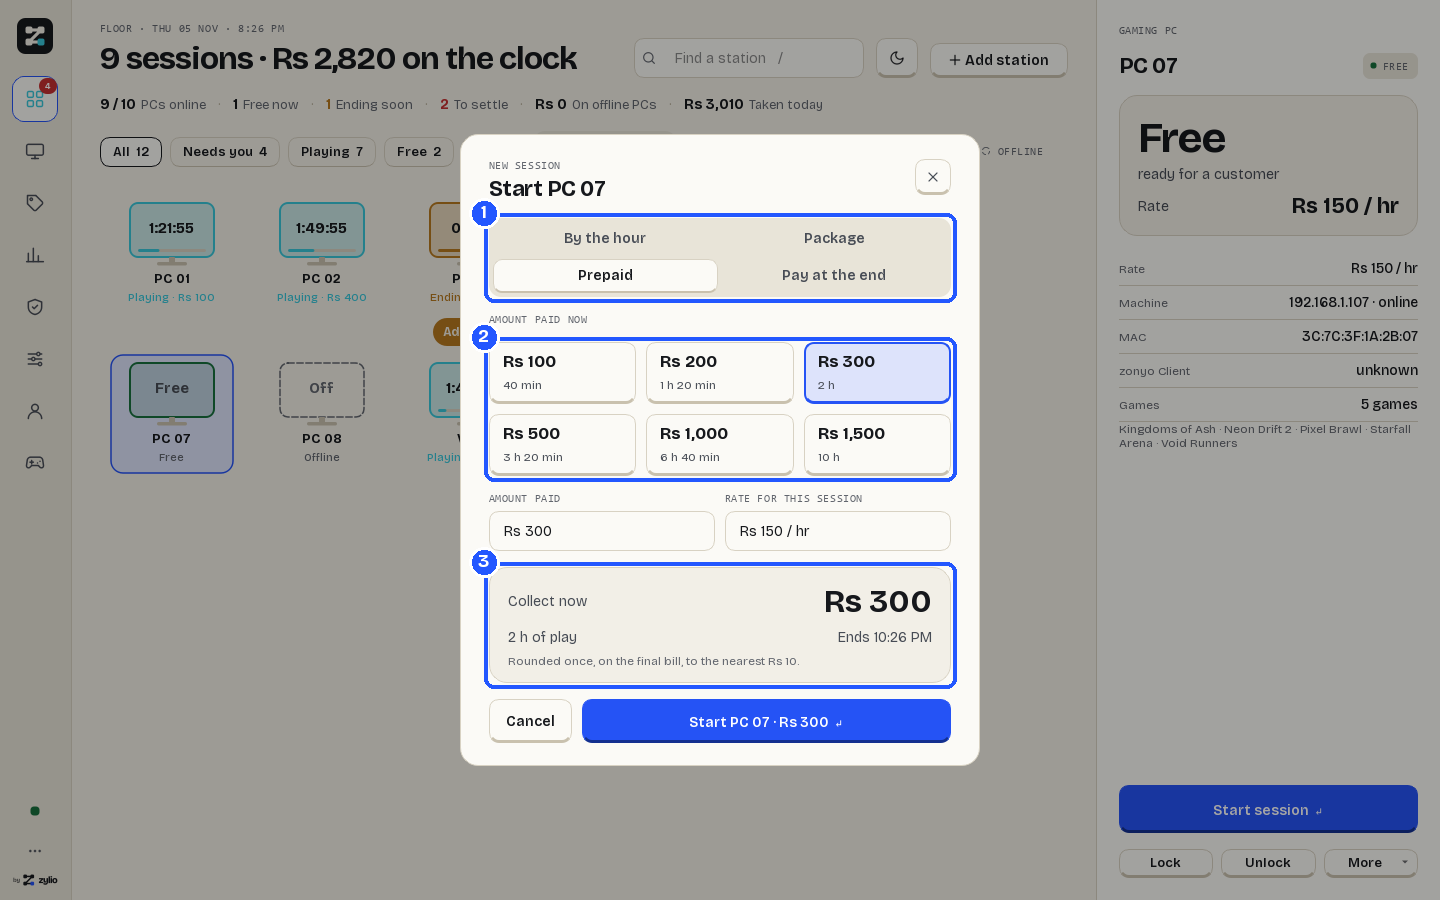 4
FLOOR · THU 05 NOV · 8:26 PM
9 sessions · Rs 2,820 on the clock
Find a station /
+ Add station
9 / 10 PCs online · 1 Free now · 1 Ending soon · 2 To settle · Rs 0 On offline PCs · Rs 3,010 Taken today
All 12
Needs you 4
Playing 7
Free 2
OFFLINE
1:21:55
PC 01
Playing · Rs 100
1:49:55
PC 02
Playing · Rs 400
Free
PC 07
Free
Off
PC 08
Offline
NEW SESSION
Start PC 07
1
By the hour
Package
Prepaid
Pay at the end
AMOUNT PAID NOW
2
Rs 100
40 min
Rs 200
1 h 20 min
Rs 300
2 h
Rs 500
3 h 20 min
Rs 1,000
6 h 40 min
Rs 1,500
10 h
AMOUNT PAID
Rs 300
RATE FOR THIS SESSION
Rs 150 / hr
3
Collect now
Rs 300
2 h of play
Ends 10:26 PM
Rounded once, on the final bill, to the nearest Rs 10.
Cancel
Start PC 07 · Rs 300 ↲
GAMING PC
PC 07
FREE
Free
ready for a customer
Rate Rs 150 / hr
Rate Rs 150 / hr
Machine 192.168.1.107 · online
MAC 3C:7C:3F:1A:2B:07
zonyo Client unknown
Games 5 games
Kingdoms of Ash · Neon Drift 2 · Pixel Brawl · Starfall
Arena · Void Runners
Start session ↲
Lock
Unlock
More
by zylio